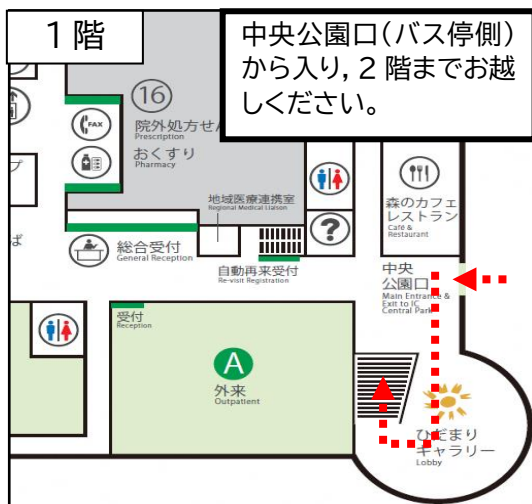 1階
中央公園口(バス停側)
から入り,2階までお越
しください。
16
院外処方せん
Prescription
FAX
おくすり
Pharmacy
プ
ば
地域医療連携室
Regional Medical Liaison
?
森のカフェ
レストラン
Café &
Restaurant
総合受付
General Reception
自動再来受付
Re-visit Registration
中央
公園口
Main Entrance &
Exit to IC
Central Park
受付
Reception
A
外来
Outpatient
ひだまり
ギャラリー
Lobby